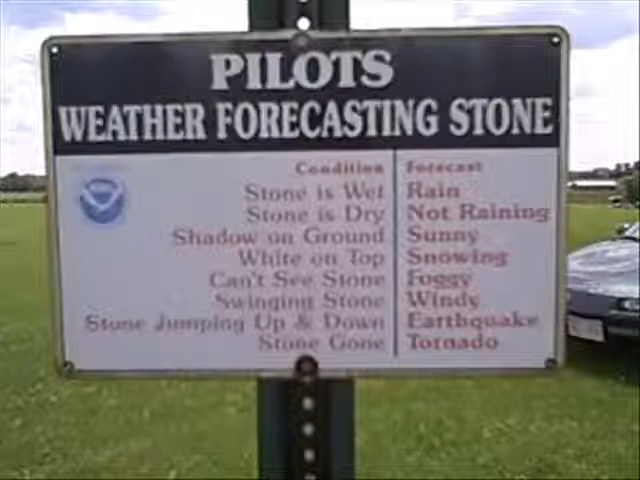 PILOTS
WEATHER FORECASTING STONE
Condition Forecast
Stone is Wet Rain
Stone is Dry Not Raining
Shadow on Ground Sunny
White on Top Snowing
Can't See Stone Foggy
Swinging Stone Windy
Stone Jumping Up & Down Earthquake
Stone Gone Tornado